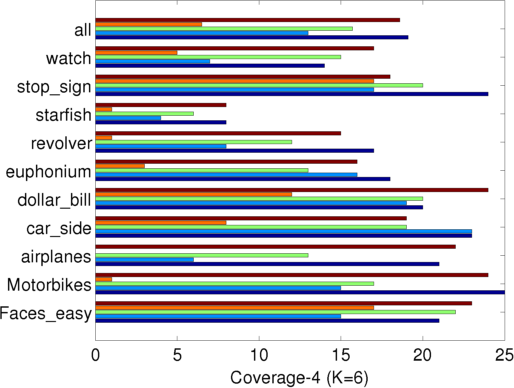 all
watch
stop_sign
starfish
revolver
euphonium
dollar_bill
car_side
airplanes
Motorbikes
Faces_easy
0 5 10 15 20 25
Coverage-4 (K=6)